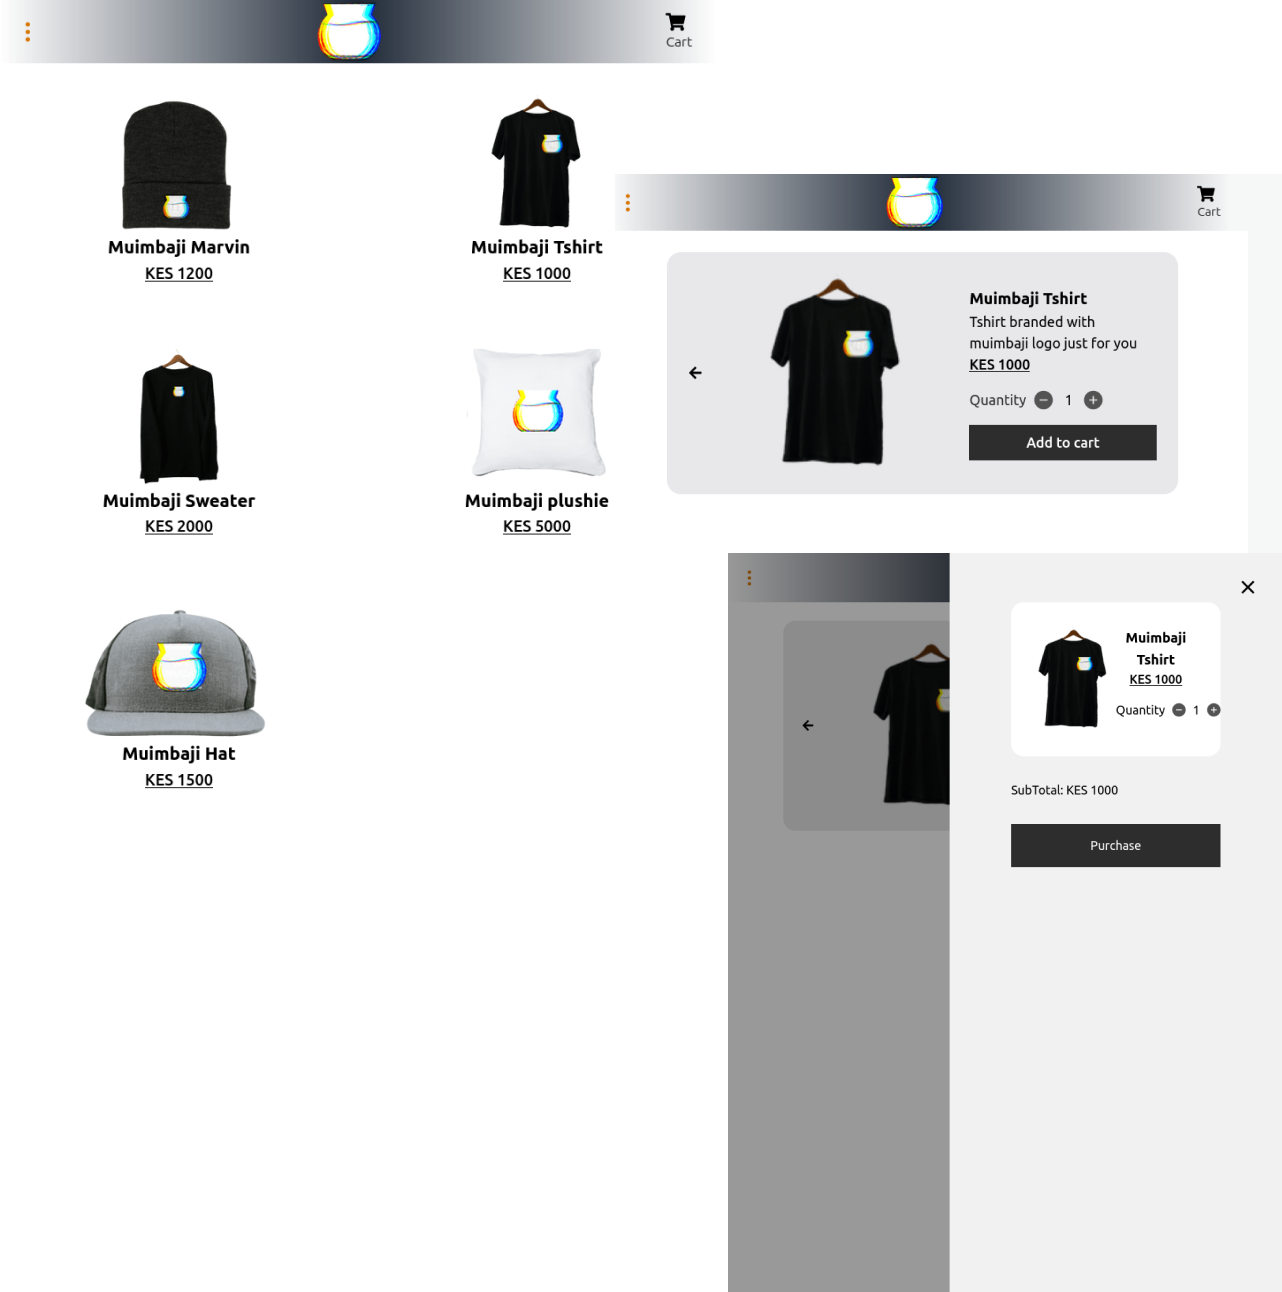 Cart
Muimbaji Marvin
KES 1200
Muimbaji Tshirt
KES 1000
Muimbaji Sweater
KES 2000
Muimbaji plushie
KES 5000
Muimbaji Hat
KES 1500
Cart
Muimbaji Tshirt
Tshirt branded with
muimbaji logo just for you
KES 1000
Quantity 1
Add to cart
Muimbaji
Tshirt
KES 1000
Quantity 1
SubTotal: KES 1000
Purchase